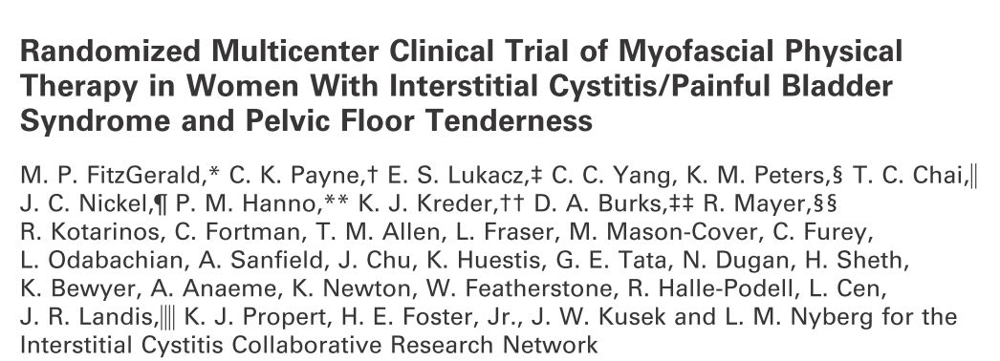 Randomized Multicenter Clinical Trial of Myofascial Physical
Therapy in Women With Interstitial Cystitis/Painful Bladder
Syndrome and Pelvic Floor Tenderness
M. P. FitzGerald,* C. K. Payne,† E. S. Lukacz,‡ C. C. Yang, K. M. Peters,§ T. C. Chai,‖
J. C. Nickel,¶ P. M. Hanno,** K. J. Kreder,†† D. A. Burks,‡‡ R. Mayer,§§
R. Kotarinos, C. Fortman, T. M. Allen, L. Fraser, M. Mason-Cover, C. Furey,
L. Odabachian, A. Sanfield, J. Chu, K. Huestis, G. E. Tata, N. Dugan, H. Sheth,
K. Bewyer, A. Anaeme, K. Newton, W. Featherstone, R. Halle-Podell, L. Cen,
J. R. Landis,‖‖ K. J. Propert, H. E. Foster, Jr., J. W. Kusek and L. M. Nyberg for the
Interstitial Cystitis Collaborative Research Network